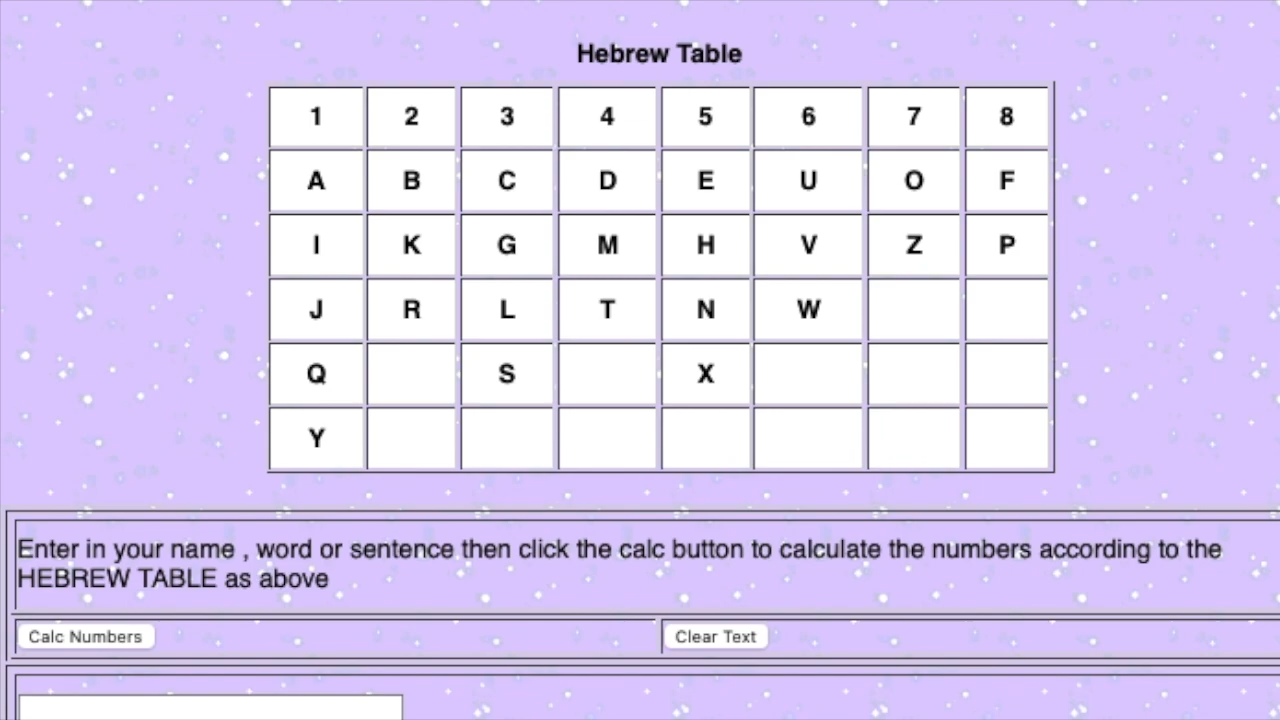 Hebrew Table
1 2 3 4 5 6 7 8
A B C D E U O F
I K G M H V Z P
J R L T N W
Q S X
Y
Enter in your name , word or sentence then click the calc button to calculate the numbers according to the
HEBREW TABLE as above
Calc Numbers Clear Text